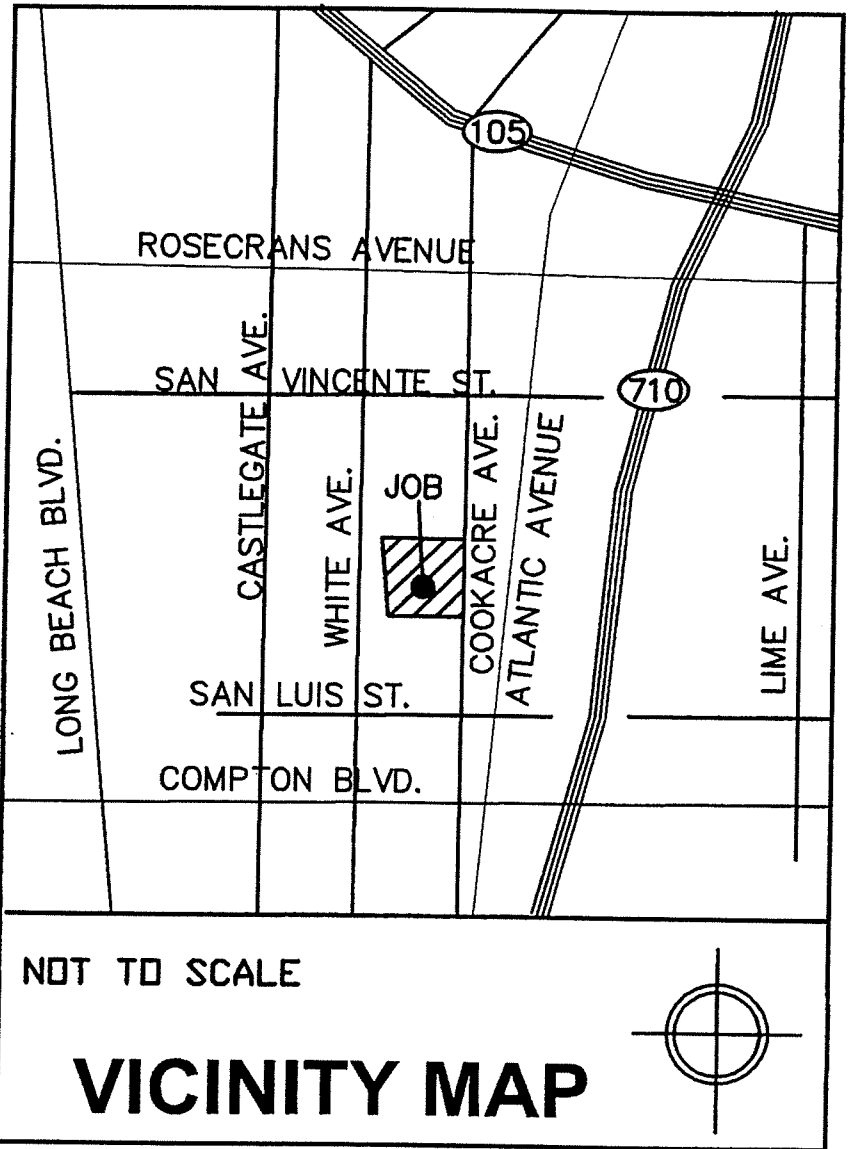 105
ROSECRANS AVENUE
SAN VINCENTE ST.
710
CASTLEGATE AVE.
LONG BEACH BLVD.
WHITE AVE.
JOB
COOKACRE AVE.
ATLANTIC AVENUE
LIME AVE.
SAN LUIS ST.
COMPTON BLVD.
NOT TO SCALE
VICINITY MAP